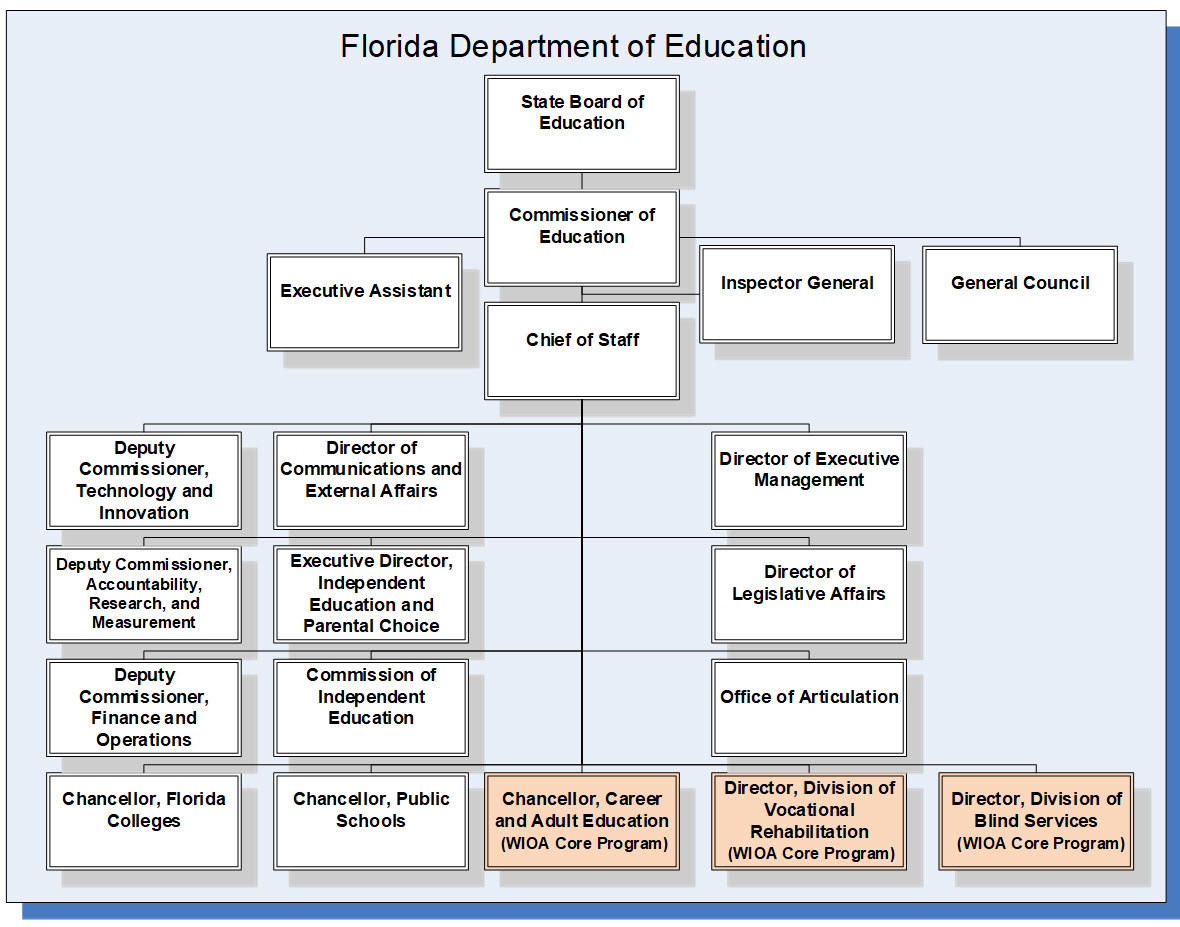 Florida Department of Education
State Board of
Education
Commissioner of
Education
Executive Assistant
Inspector General
General Council
Chief of Staff
Deputy
Commissioner,
Technology and
Innovation
Director of
Communications and
External Affairs
Director of Executive
Management
Deputy Commissioner,
Accountability,
Research, and
Measurement
Executive Director,
Independent
Education and
Parental Choice
Director of
Legislative Affairs
Deputy
Commissioner,
Finance and
Operations
Commission of
Independent
Education
Office of Articulation
Chancellor, Florida
Colleges
Chancellor, Public
Schools
Chancellor, Career
and Adult Education
(WIOA Core Program)
Director, Division of
Vocational
Rehabilitation
(WIOA Core Program)
Director, Division of
Blind Services
(WIOA Core Program)